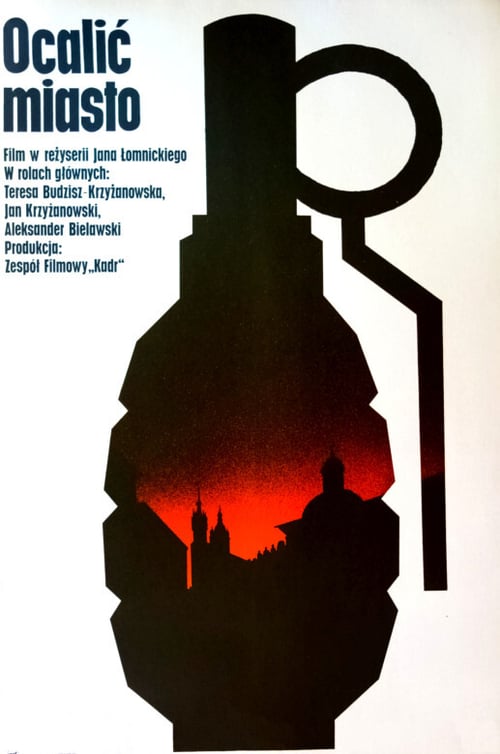 Ocalić
miasto
Film w reżyserii Jana Łomnickiego
W rolach głównych:
Teresa Budzisz-Krzyżanowska,
Jan Krzyżanowski,
Aleksander Bielawski
Produkcja:
Zespół Filmowy„Kadr“